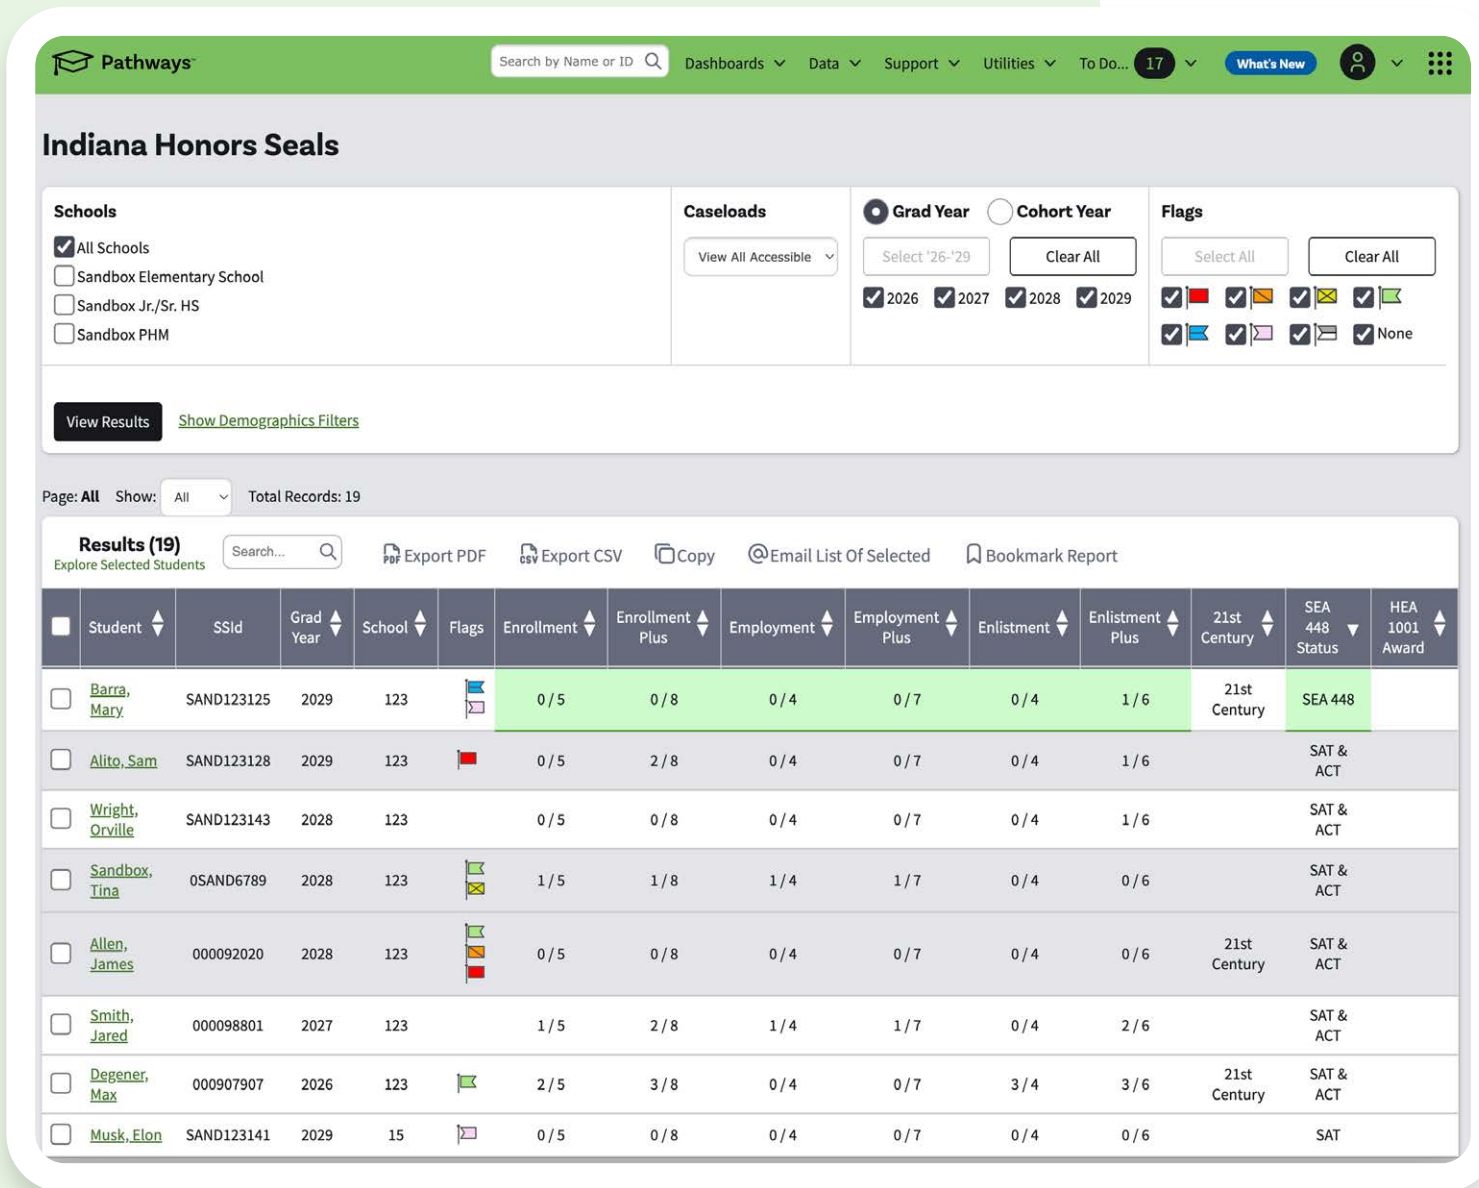 Pathways
Search by Name or ID
Dashboards Data Support Utilities To Do... 17 What's New
Indiana Honors Seals
Schools
All Schools
Sandbox Elementary School
Sandbox Jr./Sr. HS
Sandbox PHM
Caseloads
View All Accessible
Grad Year Cohort Year
Select '26-'29 Clear All
2026 2027 2028 2029
Flags
Select All Clear All
None
View Results Show Demographics Filters
Page: All Show: All Total Records: 19
Results (19)
Explore Selected Students
Search...
PDF Export PDF CSV Export CSV Copy @Email List Of Selected Bookmark Report
Student SSId Grad Year School Flags Enrollment Enrollment Plus Employment Employment Plus Enlistment Enlistment Plus 21st Century SEA 448 Status HEA 1001 Award
Barra, Mary SAND123125 2029 123 0 / 5 0 / 8 0 / 4 0 / 7 0 / 4 1 / 6 21st Century SEA 448
Alito, Sam SAND123128 2029 123 0 / 5 2 / 8 0 / 4 0 / 7 0 / 4 1 / 6 SAT & ACT
Wright, Orville SAND123143 2028 123 0 / 5 0 / 8 0 / 4 0 / 7 0 / 4 1 / 6 SAT & ACT
Sandbox, Tina 0SAND6789 2028 123 1 / 5 1 / 8 1 / 4 1 / 7 0 / 4 0 / 6 SAT & ACT
Allen, James 000092020 2028 123 0 / 5 0 / 8 0 / 4 0 / 7 0 / 4 0 / 6 21st Century SAT & ACT
Smith, Jared 000098801 2027 123 1 / 5 2 / 8 1 / 4 1 / 7 0 / 4 2 / 6 SAT & ACT
Degener, Max 000907907 2026 123 2 / 5 3 / 8 0 / 4 0 / 7 3 / 4 3 / 6 21st Century SAT & ACT
Musk, Elon SAND123141 2029 15 0 / 5 0 / 8 0 / 4 0 / 7 0 / 4 0 / 6 SAT